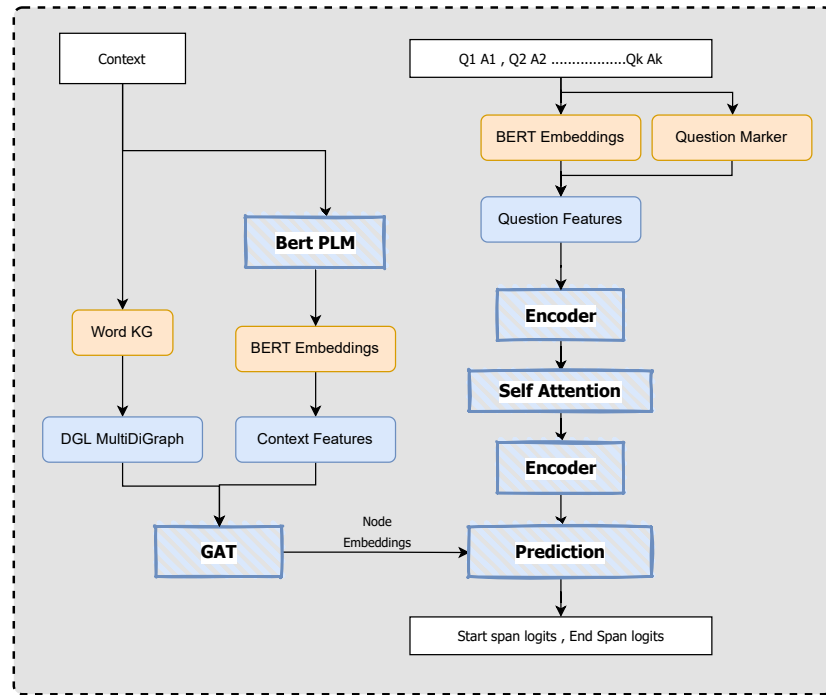 Context
Q1 A1 , Q2 A2 ..................Qk Ak
BERT Embeddings
Question Marker
Bert PLM
Question Features
Encoder
Word KG
BERT Embeddings
Self Attention
DGL MultiDiGraph
Context Features
Encoder
GAT
Node
Embeddings
Prediction
Start span logits , End Span logits